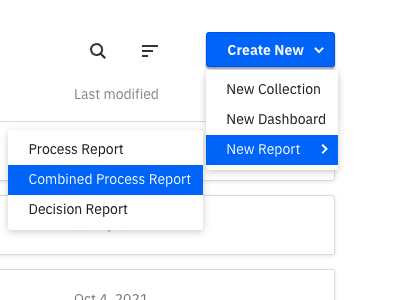 Create New
Last modified
New Collection
New Dashboard
New Report
Process Report
Combined Process Report
Decision Report
Oct 4, 2021